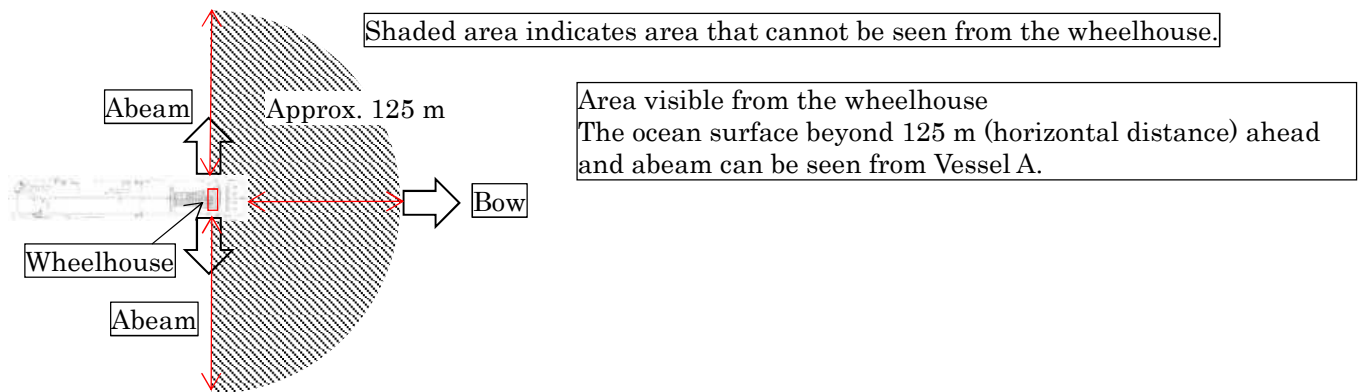 Shaded area indicates area that cannot be seen from the wheelhouse.
Abeam
Approx. 125 m
Area visible from the wheelhouse
The ocean surface beyond 125 m (horizontal distance) ahead
and abeam can be seen from Vessel A.
Bow
Wheelhouse
Abeam